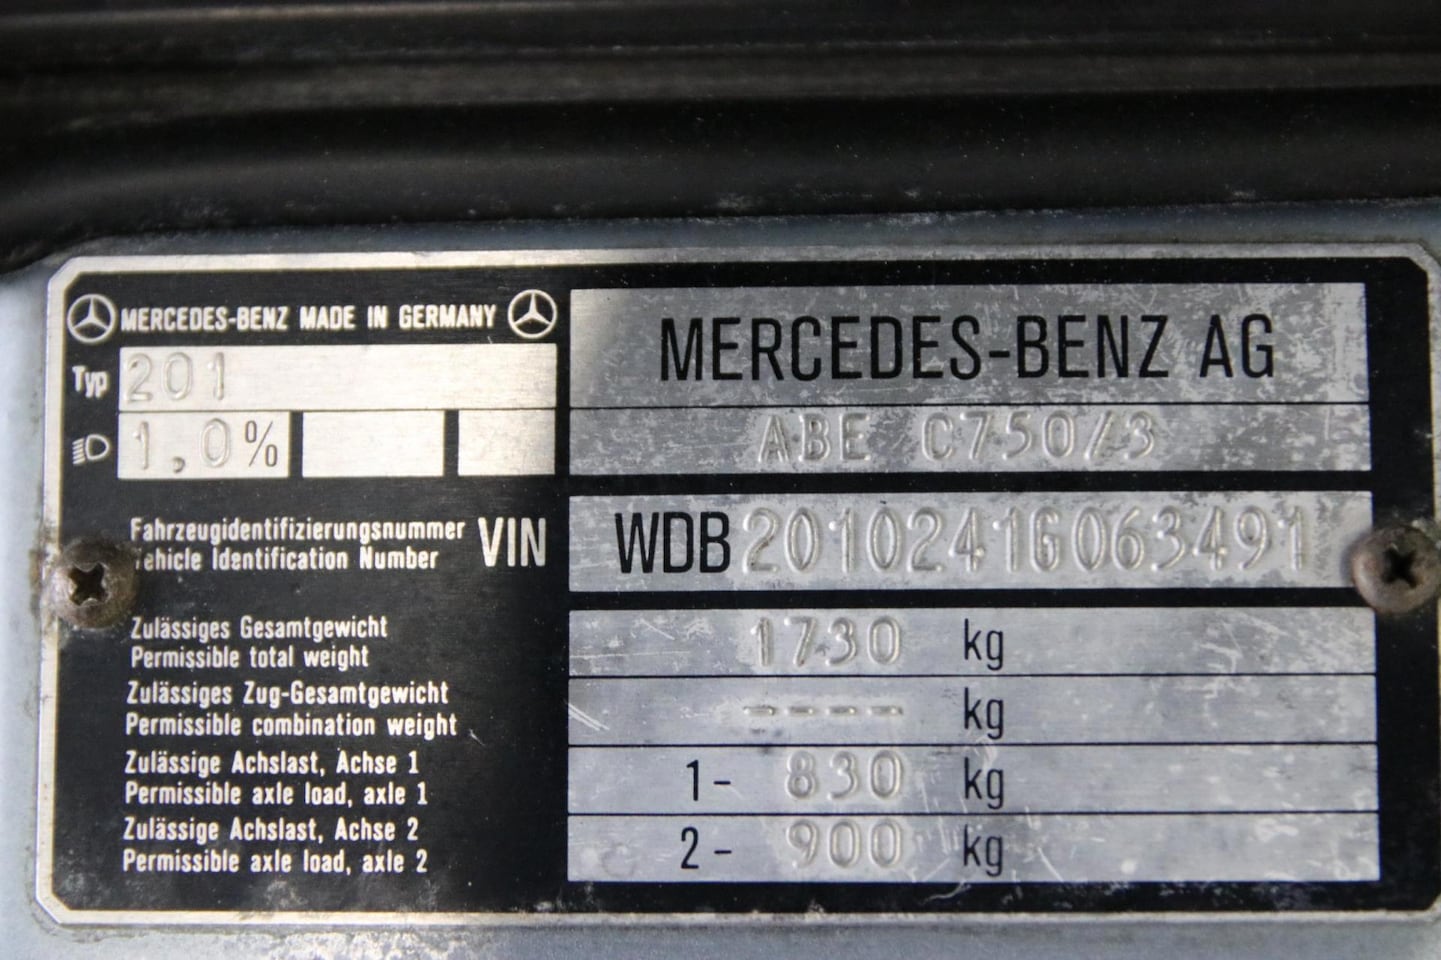 MERCEDES-BENZ MADE IN GERMANY
Typ 201
1,0%
MERCEDES-BENZ AG
ABE C750/3
Fahrzeugidentifizierungsnummer
Vehicle Identification Number
VIN
WDB2010241G063491
Zulässiges Gesamtgewicht
Permissible total weight
1730 kg
Zulässiges Zug-Gesamtgewicht
Permissible combination weight
---- kg
Zulässige Achslast, Achse 1
Permissible axle load, axle 1
1- 830 kg
Zulässige Achslast, Achse 2
Permissible axle load, axle 2
2- 900 kg